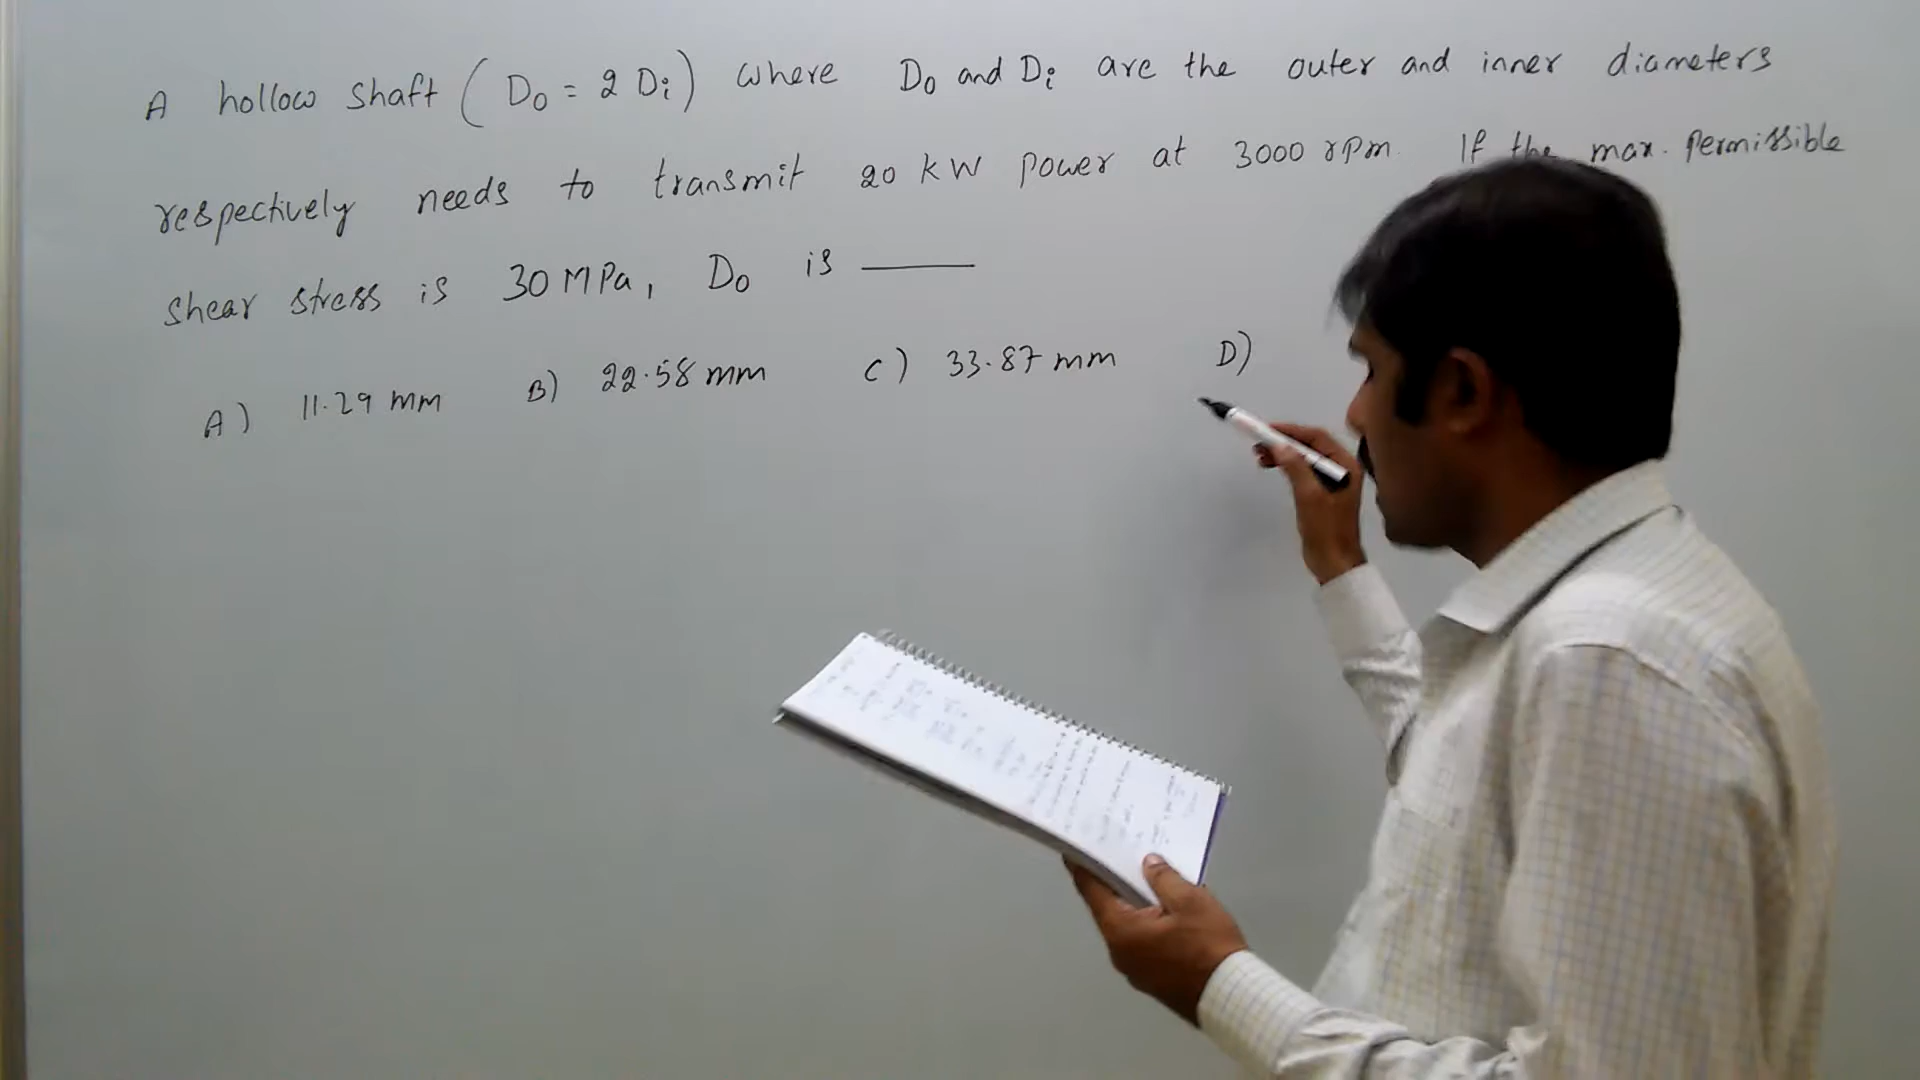 A hollow shaft (Do = 2 Di) where Do and Di are the outer and inner diameters
respectively needs to transmit 20 kW power at 3000 rpm. If the max. permissible
shear stress is 30 MPa, Do is ——
A) 11.29 mm B) 22.58 mm C) 33.87 mm D)